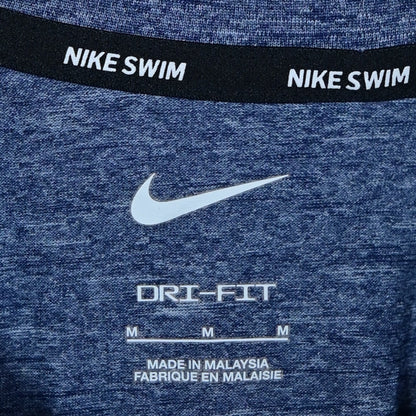 NIKE SWIM NIKE SWIM
DRI-FIT
M M M
MADE IN MALAYSIA
FABRIQUE EN MALAISIE